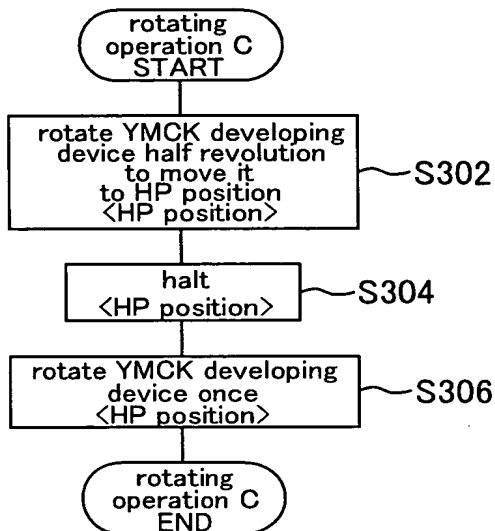 rotating
operation C
START
rotate YMCK developing
device half revolution
to move it
to HP position
<HP position>
S302
halt
<HP position>
S304
rotate YMCK developing
device once
<HP position>
S306
rotating
operation C
END